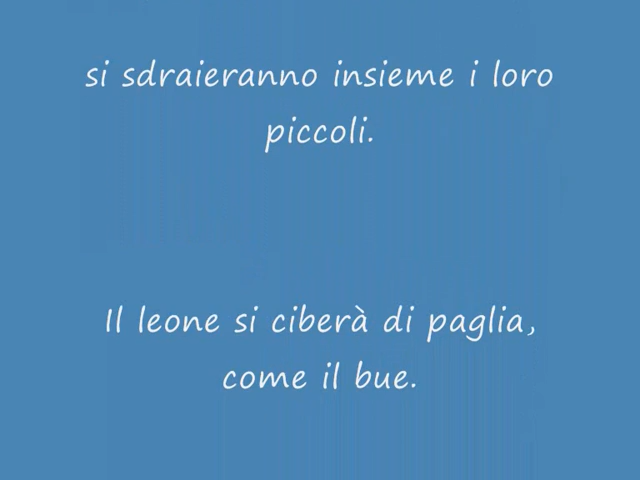 si sdraieranno insieme i loro
piccoli.
Il leone si ciberà di paglia,
come il bue.